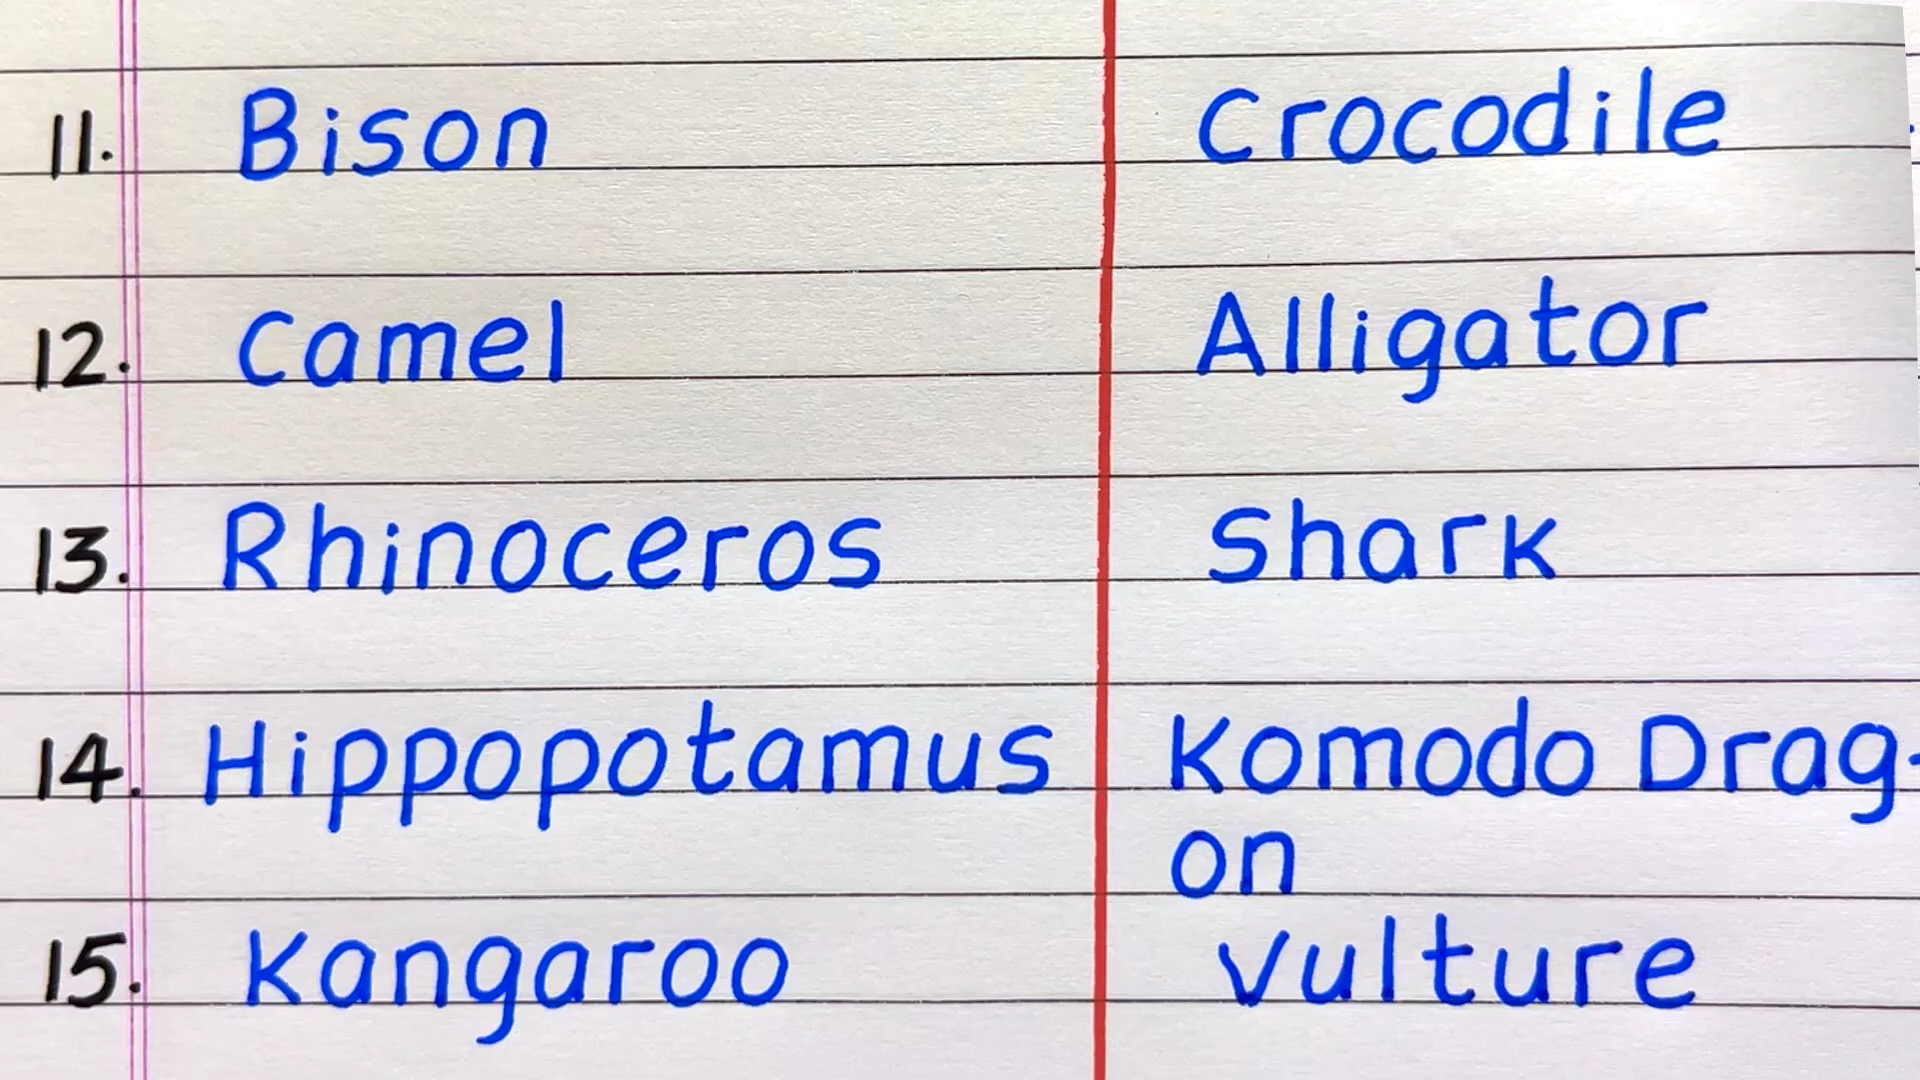 11. Bison Crocodile
12. Camel Alligator
13. Rhinoceros Shark
14. Hippopotamus Komodo Drag-
on
15. Kangaroo Vulture